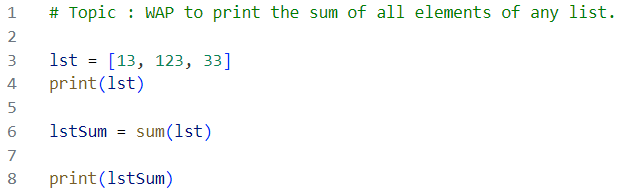 1 # Topic : WAP to print the sum of all elements of any list.
2
3 lst = [13, 123, 33]
4 print(lst)
5
6 lstSum = sum(lst)
7
8 print(lstSum)